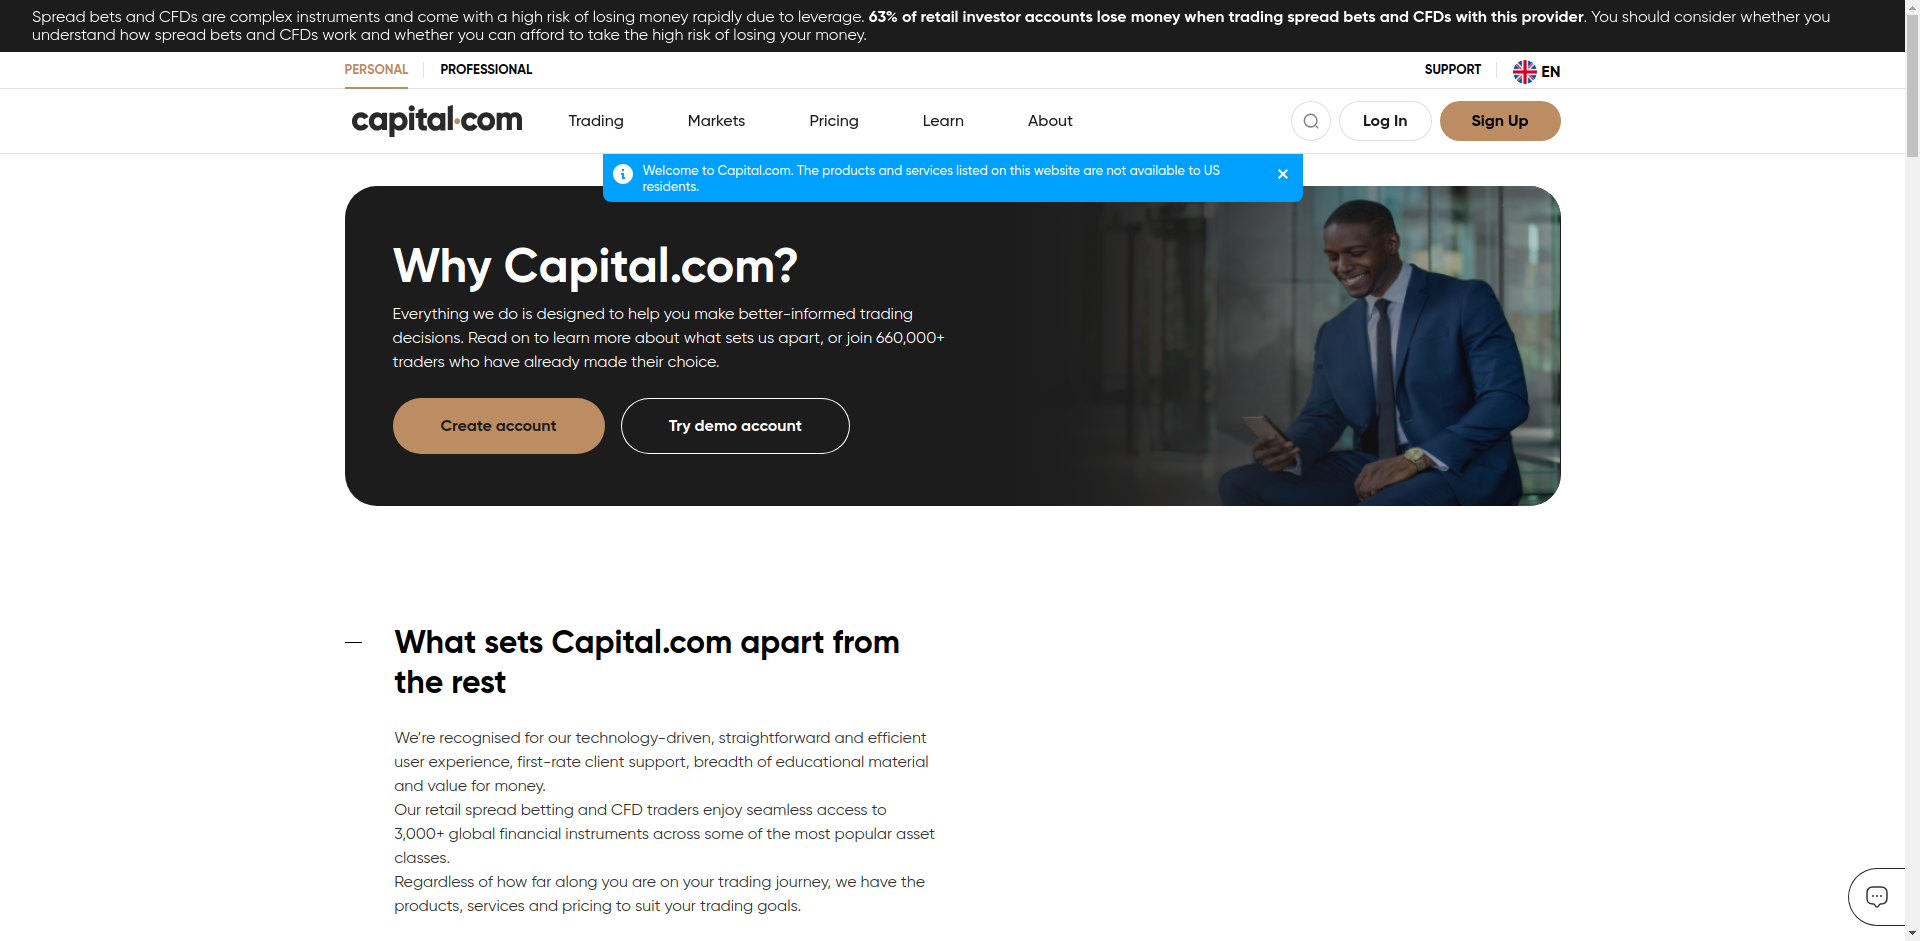 Spread bets and CFDs are complex instruments and come with a high risk of losing money rapidly due to leverage. 63% of retail investor accounts lose money when trading spread bets and CFDs with this provider. You should consider whether you
understand how spread bets and CFDs work and whether you can afford to take the high risk of losing your money.
PERSONAL PROFESSIONAL SUPPORT EN
capital.com Trading Markets Pricing Learn About Log In Sign Up
Welcome to Capital.com. The products and services listed on this website are not available to US
residents.
Why Capital.com?
Everything we do is designed to help you make better-informed trading
decisions. Read on to learn more about what sets us apart, or join 660,000+
traders who have already made their choice.
Create account Try demo account
What sets Capital.com apart from
the rest
We’re recognised for our technology-driven, straightforward and efficient
user experience, first-rate client support, breadth of educational material
and value for money.
Our retail spread betting and CFD traders enjoy seamless access to
3,000+ global financial instruments across some of the most popular asset
classes.
Regardless of how far along you are on your trading journey, we have the
products, services and pricing to suit your trading goals.